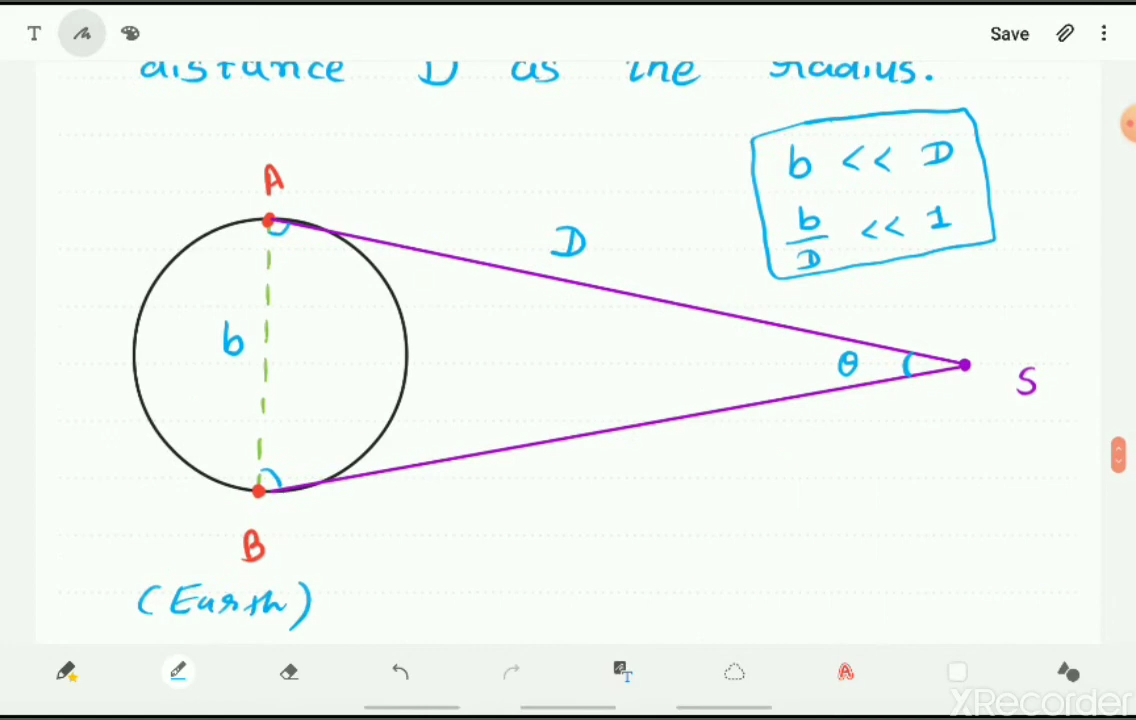 T
Save
distance D as the radius.
b << D
b/D << 1
A
D
b
θ
S
B
(Earth)
T
A
XRecorder